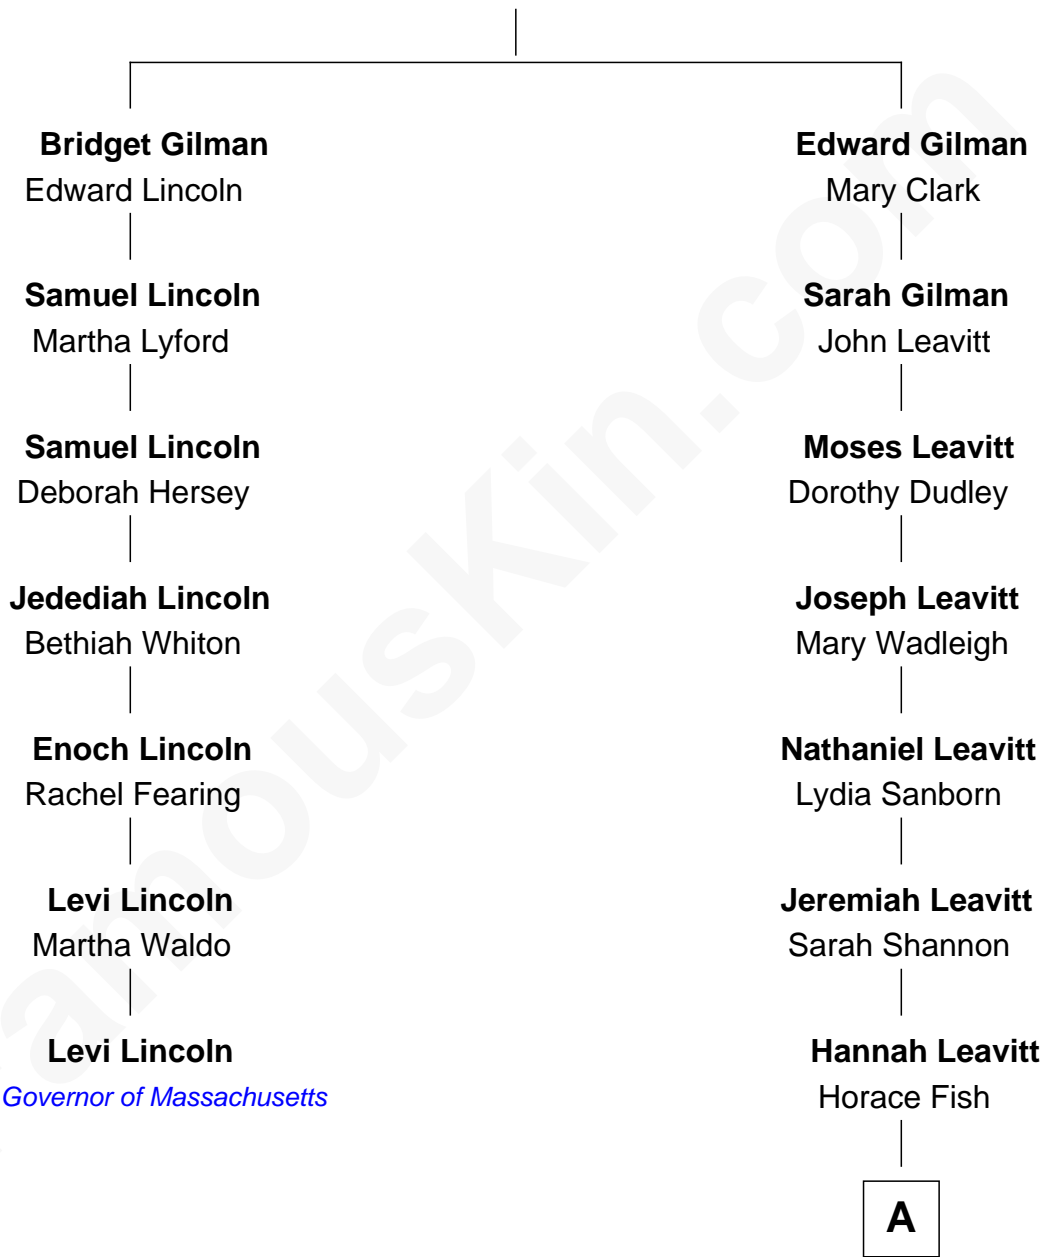 Bridget Gilman
Edward Lincoln
Edward Gilman
Mary Clark
Samuel Lincoln
Martha Lyford
Sarah Gilman
John Leavitt
Samuel Lincoln
Deborah Hersey
Moses Leavitt
Dorothy Dudley
Jedediah Lincoln
Bethiah Whiton
Joseph Leavitt
Mary Wadleigh
Enoch Lincoln
Rachel Fearing
Nathaniel Leavitt
Lydia Sanborn
Levi Lincoln
Martha Waldo
Jeremiah Leavitt
Sarah Shannon
Levi Lincoln
Governor of Massachusetts
Hannah Leavitt
Horace Fish
A
amousKin.com